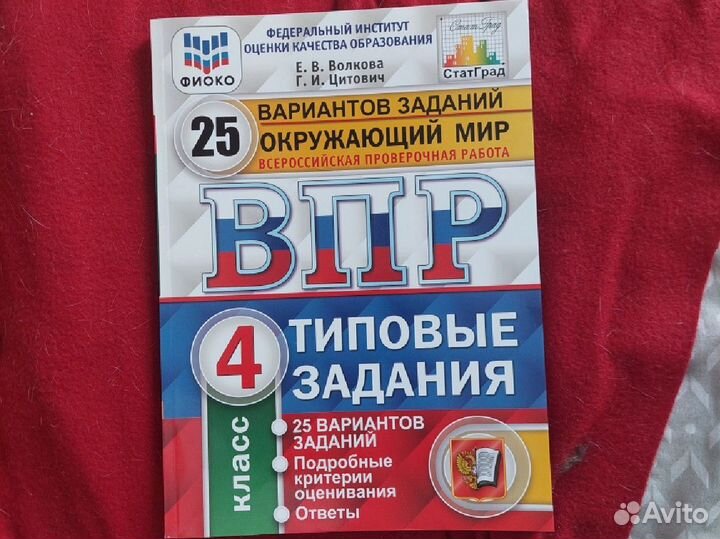 ФЕДЕРАЛЬНЫЙ ИНСТИТУТ
ОЦЕНКИ КАЧЕСТВА ОБРАЗОВАНИЯ
ФИОКО
Е. В. Волкова
Г. И. Цитович
СтатГрад
СтатГрад
25
ВАРИАНТОВ ЗАДАНИЙ
ОКРУЖАЮЩИЙ МИР
ВСЕРОССИЙСКАЯ ПРОВЕРОЧНАЯ РАБОТА
ВПР
4
класс
ТИПОВЫЕ
ЗАДАНИЯ
25 ВАРИАНТОВ
ЗАДАНИЙ
Подробные
критерии
оценивания
Ответы
Avito